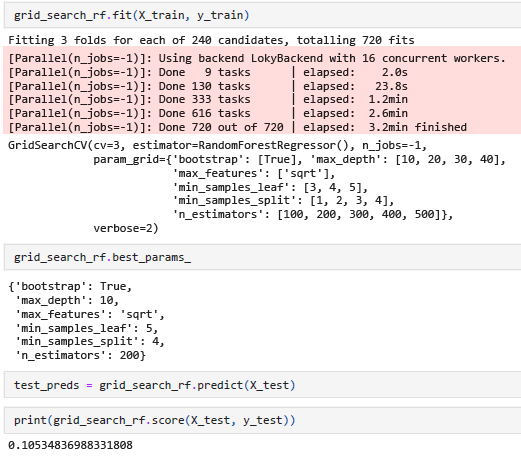 grid_search_rf.fit(X_train, y_train)
Fitting 3 folds for each of 240 candidates, totalling 720 fits
[Parallel(n_jobs=-1)]: Using backend LokyBackend with 16 concurrent workers.
[Parallel(n_jobs=-1)]: Done   9 tasks      | elapsed:    2.0s
[Parallel(n_jobs=-1)]: Done 130 tasks      | elapsed:   23.8s
[Parallel(n_jobs=-1)]: Done 333 tasks      | elapsed:  1.2min
[Parallel(n_jobs=-1)]: Done 616 tasks      | elapsed:  2.6min
[Parallel(n_jobs=-1)]: Done 720 out of 720 | elapsed:  3.2min finished
GridSearchCV(cv=3, estimator=RandomForestRegressor(), n_jobs=-1,
             param_grid={'bootstrap': [True], 'max_depth': [10, 20, 30, 40],
                         'max_features': ['sqrt'],
                         'min_samples_leaf': [3, 4, 5],
                         'min_samples_split': [1, 2, 3, 4],
                         'n_estimators': [100, 200, 300, 400, 500]},
             verbose=2)
grid_search_rf.best_params_
{'bootstrap': True,
 'max_depth': 10,
 'max_features': 'sqrt',
 'min_samples_leaf': 5,
 'min_samples_split': 4,
 'n_estimators': 200}
test_preds = grid_search_rf.predict(X_test)
print(grid_search_rf.score(X_test, y_test))
0.10534836988331808